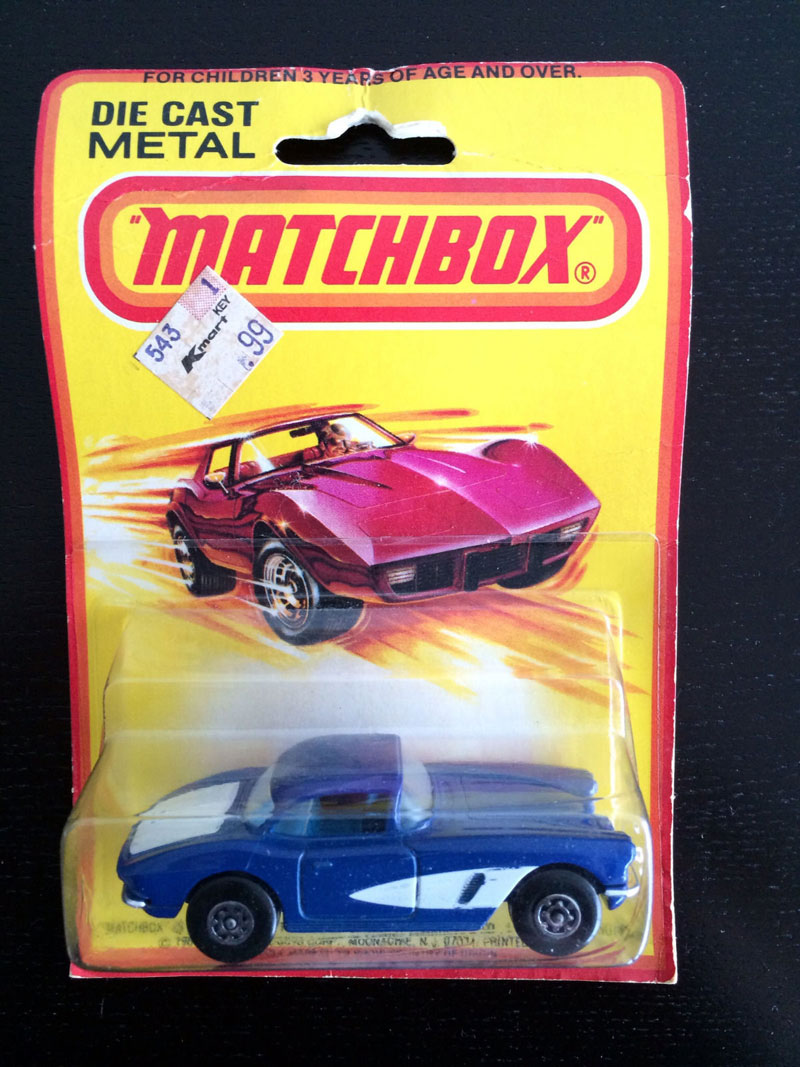 FOR CHILDREN 3 YEARS OF AGE AND OVER.
DIE CAST
METAL
"MATCHBOX"®
543 1
Kmart KEY
.99
MATCHBOX
MOONACHIE, N.J. 07074 PRINTE